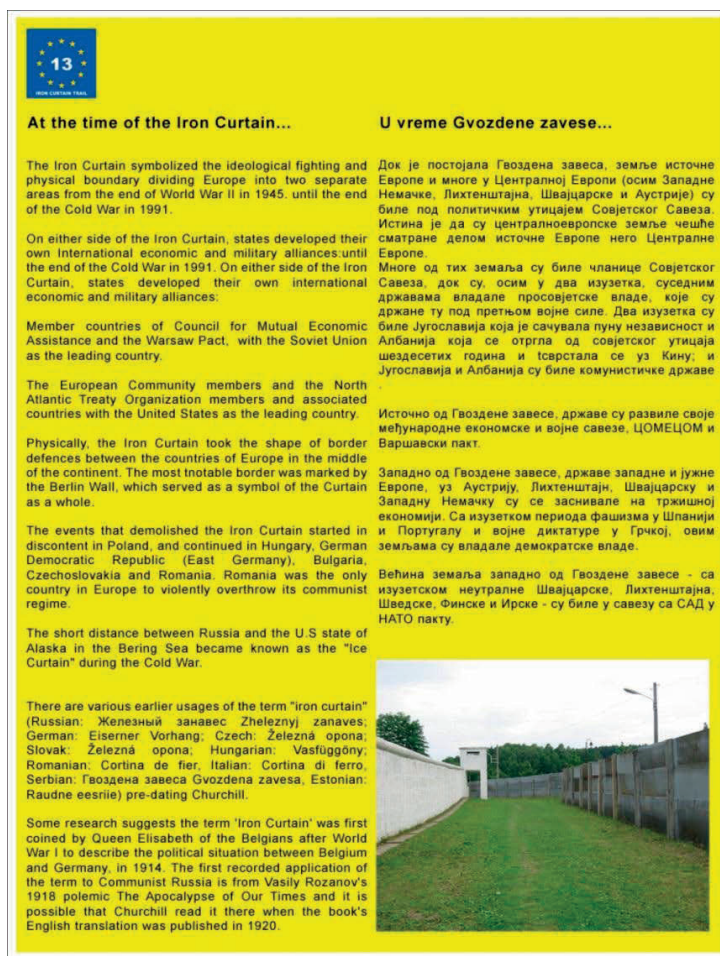 13
IRON CURTAIN TRAIL
At the time of the Iron Curtain...
The Iron Curtain symbolized the ideological fighting and
physical boundary dividing Europe into two separate
areas from the end of World War II in 1945. until the end
of the Cold War in 1991.
On either side of the Iron Curtain, states developed their
own International economic and military alliances:until
the end of the Cold War in 1991. On either side of the Iron
Curtain, states developed their own international
economic and military alliances:
Member countries of Council for Mutual Economic
Assistance and the Warsaw Pact, with the Soviet Union
as the leading country.
The European Community members and the North
Atlantic Treaty Organization members and associated
countries with the United States as the leading country.
Physically, the Iron Curtain took the shape of border
defences between the countries of Europe in the middle
of the continent. The most tnotable border was marked by
the Berlin Wall, which served as a symbol of the Curtain
as a whole.
The events that demolished the Iron Curtain started in
discontent in Poland, and continued in Hungary, German
Democratic Republic (East Germany), Bulgaria,
Czechoslovakia and Romania. Romania was the only
country in Europe to violently overthrow its communist
regime.
The short distance between Russia and the U.S state of
Alaska in the Bering Sea became known as the "Ice
Curtain" during the Cold War.
There are various earlier usages of the term "iron curtain"
(Russian: Железный занавес Zheleznyj zanaves;
German: Eiserner Vorhang; Czech: Železná opona;
Slovak: Železná opona; Hungarian: Vasfüggöny;
Romanian: Cortina de fier, Italian: Cortina di ferro,
Serbian: Гвоздена завеса Gvozdena zavesa, Estonian:
Raudne eesriie) pre-dating Churchill.
Some research suggests the term 'Iron Curtain' was first
coined by Queen Elisabeth of the Belgians after World
War I to describe the political situation between Belgium
and Germany, in 1914. The first recorded application of
the term to Communist Russia is from Vasily Rozanov's
1918 polemic The Apocalypse of Our Times and it is
possible that Churchill read it there when the book's
English translation was published in 1920.
U vreme Gvozdene zavese...
Док је постојала Гвоздена завеса, земље источне
Европе и многе у Централној Европи (осим Западне
Немачке, Лихтенштајна, Швајцарске и Аустрије) су
биле под политичким утицајем Совјетског Савеза.
Истина је да су централноевропске земље чешће
сматране делом источне Европе него Централне
Европе.
Многе од тих земаља су биле чланице Совјетског
Савеза, док су, осим у два изузетка, суседним
државама владале просовјетске владе, које су
држане ту под претњом војне силе. Два изузетка су
биле Југославија која је сачувала пуну независност и
Албанија која се отргла од совјетског утицаја
шездесетих година и tсврстала се уз Кину; и
Југославија и Албанија су биле комунистичке државе
.
Источно од Гвоздене завесе, државе су развиле своје
међународне економске и војне савезе, ЦОМЕЦОМ и
Варшавски пакт.
Западно од Гвоздене завесе, државе западне и јужне
Европе, уз Аустрију, Лихтенштајн, Швајцарску и
Западну Немачку су се заснивале на тржишној
економији. Са изузетком периода фашизма у Шпанији
и Португалу и војне диктатуре у Грчкој, овим
земљама су владале демократске владе.
Већина земаља западно од Гвоздене завесе - са
изузетском неутралне Швајцарске, Лихтенштајна,
Шведске, Финске и Ирске - су биле у савезу са САД у
НАТО пакту.